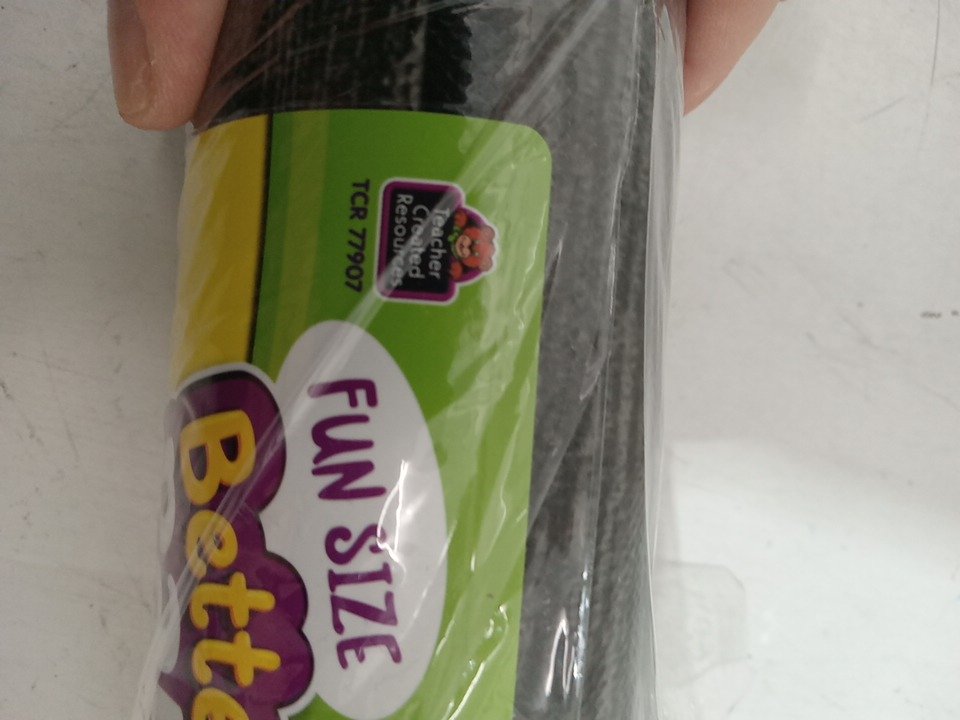 Teacher
Created
Resources
TCR 77907
FUN SIZE
Bette